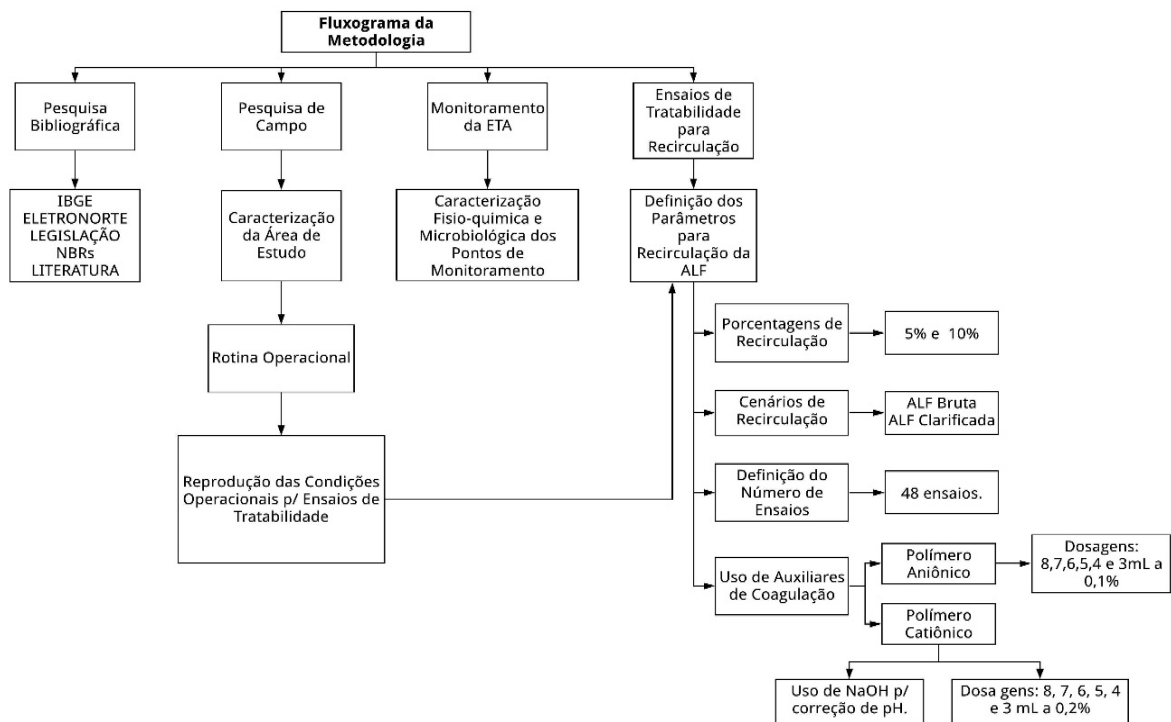 Fluxograma da
Metodologia
Pesquisa
Bibliográfica
Pesquisa de
Campo
Monitoramento
da ETA
Ensaios de
Tratabilidade
para
Recirculação
IBGE
ELETRONORTE
LEGISLAÇÃO
NBRs
LITERATURA
Caracterização
da Área de
Estudo
Caracterização
Fisio-quimica e
Microbiológica dos
Pontos de
Monitoramento
Definição dos
Parâmetros
para
Recirculação da
ALF
Rotina Operacional
Reprodução das Condições
Operacionais p/ Ensaios de
Tratabilidade
Porcentagens de
Recirculação
5% e 10%
Cenários de
Recirculação
ALF Bruta
ALF Clarificada
Definição do
Número de
Ensaios
48 ensaios.
Uso de Auxiliares
de Coagulação
Polímero
Aniônico
Dosagens:
8,7,6,5,4 e 3mL a
0,1%
Polímero
Catiônico
Uso de NaOH p/
correção de pH.
Dosa gens: 8, 7, 6, 5, 4
e 3 mL a 0,2%